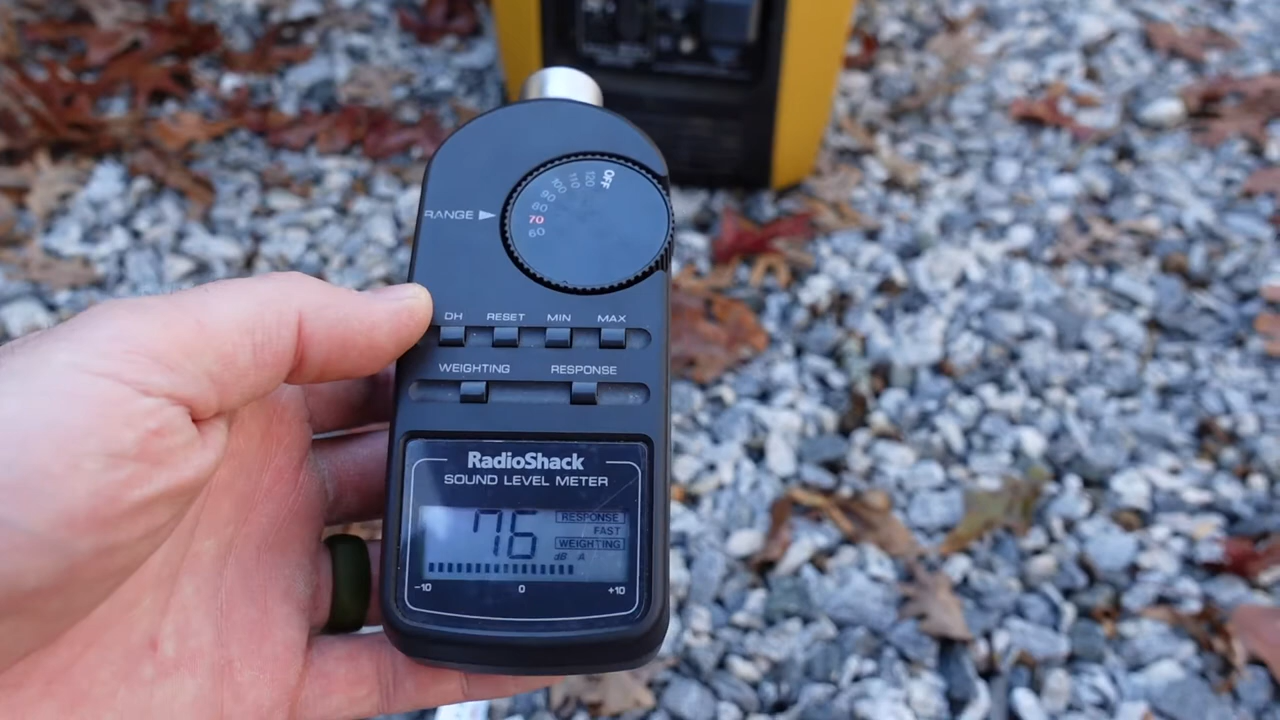 OFF
120
110
100
90
80
70
60
RANGE
DH RESET MIN MAX
WEIGHTING RESPONSE
RadioShack
SOUND LEVEL METER
76
RESPONSE
FAST
WEIGHTING
dB A
-10 0 +10